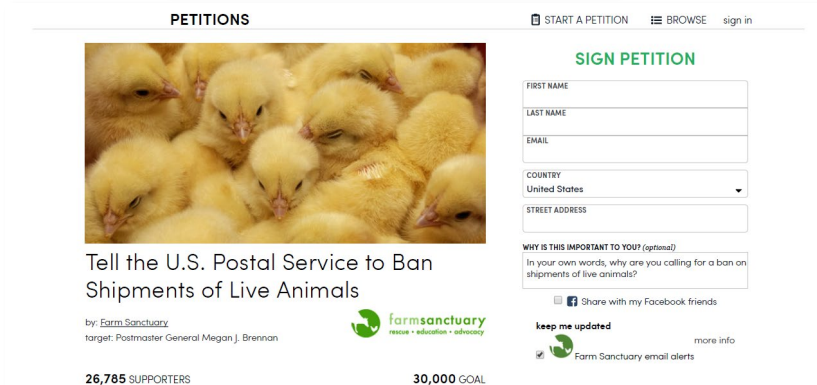 PETITIONS
START A PETITION
BROWSE
sign in
Tell the U.S. Postal Service to Ban
Shipments of Live Animals
by: Farm Sanctuary
target: Postmaster General Megan J. Brennan
farmsanctuary
rescue • education • advocacy
26,785 SUPPORTERS
30,000 GOAL
SIGN PETITION
FIRST NAME
LAST NAME
EMAIL
COUNTRY
United States
STREET ADDRESS
WHY IS THIS IMPORTANT TO YOU? (optional)
In your own words, why are you calling for a ban on
shipments of live animals?
Share with my Facebook friends
keep me updated
more info
Farm Sanctuary email alerts